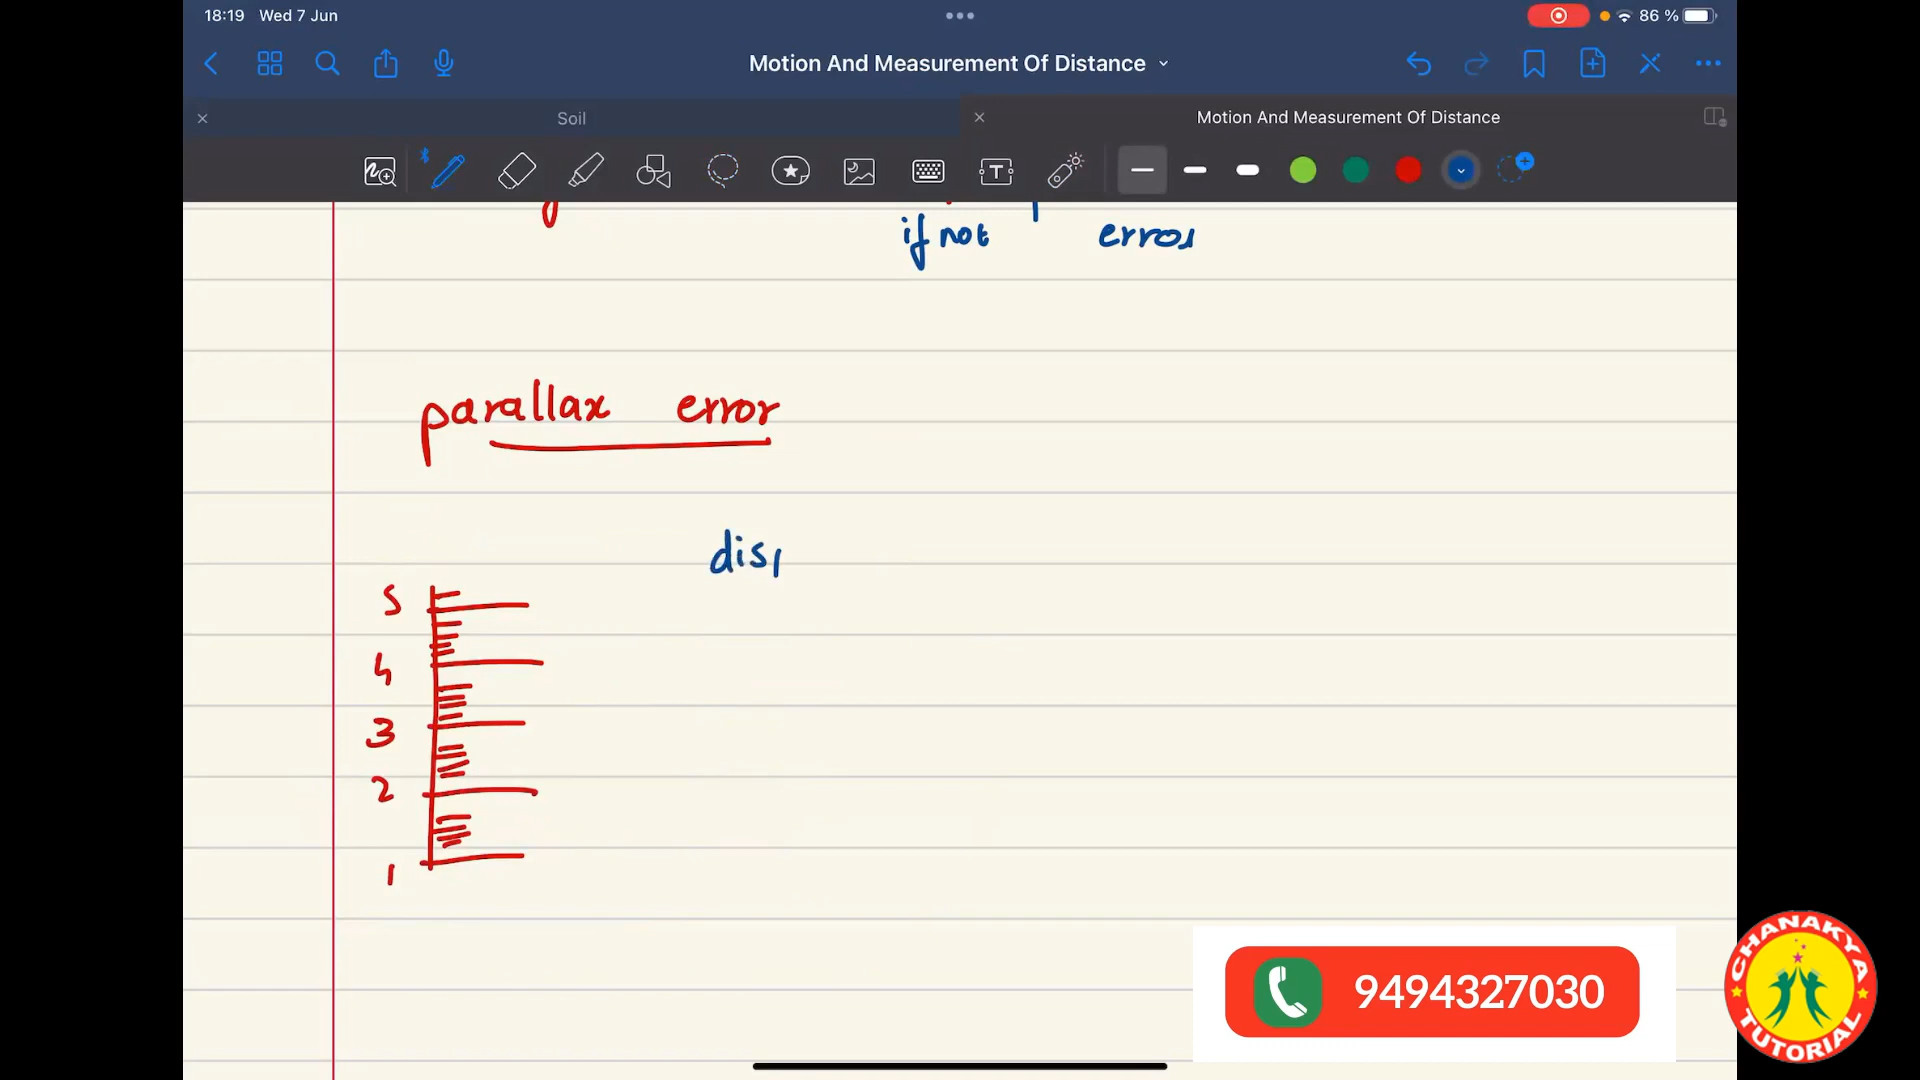 18:19 Wed 7 Jun
86 %
Motion And Measurement Of Distance
Soil
Motion And Measurement Of Distance
if not erros
parallax error
dis
5
4
3
2
1
9494327030
CHANAKYA
TUTORIAL